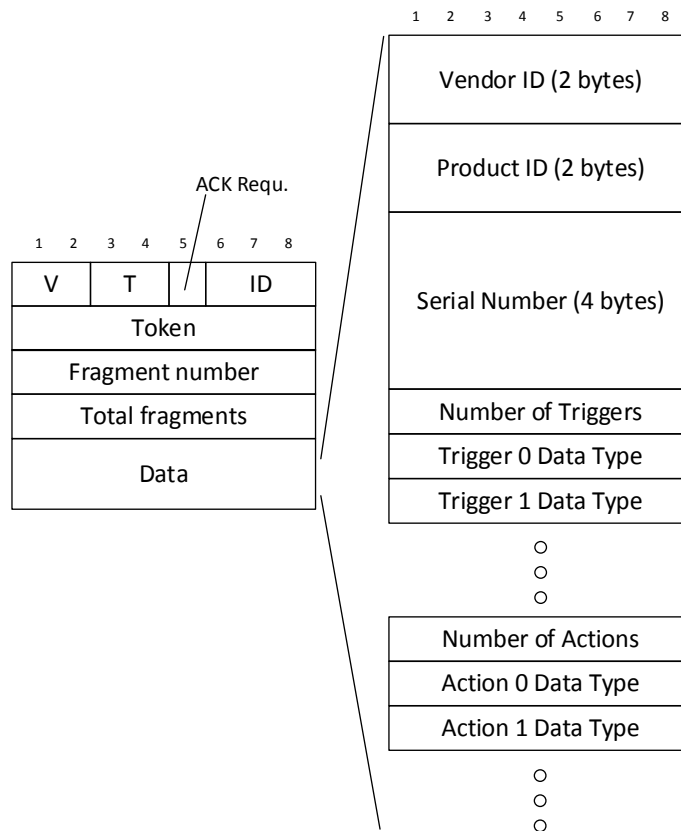 ACK Requ.
1 2 3 4 5 6 7 8
V T ID
Token
Fragment number
Total fragments
Data
1 2 3 4 5 6 7 8
Vendor ID (2 bytes)
Product ID (2 bytes)
Serial Number (4 bytes)
Number of Triggers
Trigger 0 Data Type
Trigger 1 Data Type
Number of Actions
Action 0 Data Type
Action 1 Data Type